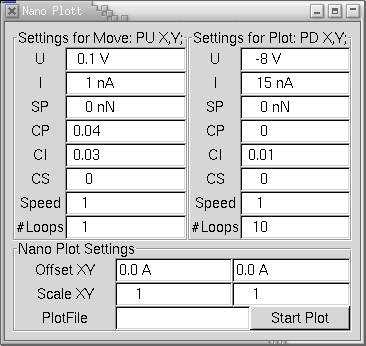 Nano Plott
Settings for Move: PU X,Y; Settings for Plot: PD X,Y;
U 0.1 V -8 V
I 1 nA I 15 nA
SP 0 nN SP 0 nN
CP 0.04 CP 0
CI 0.03 CI 0.01
CS 0 CS 0
Speed 1 Speed 1
#Loops 1 #Loops 10
Nano Plot Settings
Offset XY 0.0 A 0.0 A
Scale XY 1 1
PlotFile Start Plot